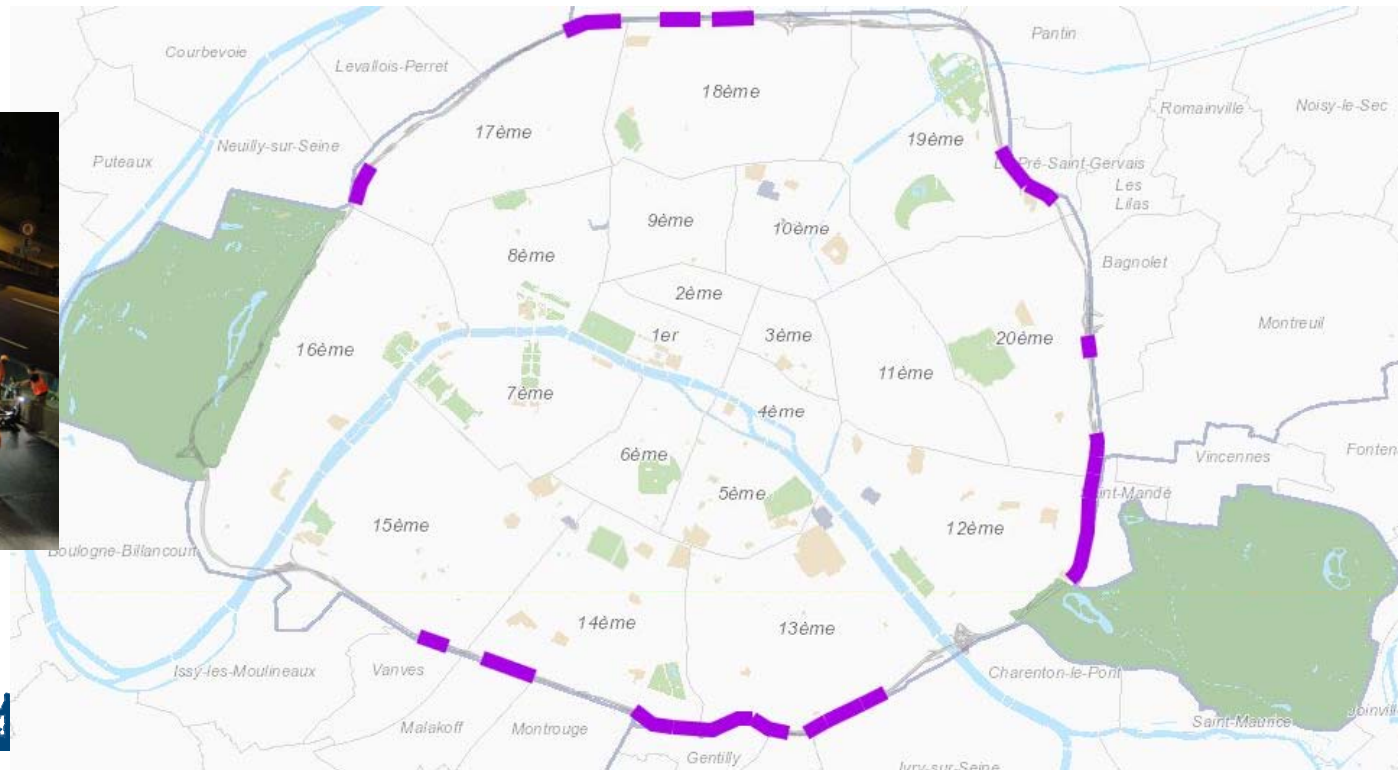 Courbevoie
Levallois-Perret
Pantin
18ème
Romainville
Noisy-le-Sec
17ème
Neuilly-sur-Seine
19ème
Puteaux
Pré-Saint-Gervais
Les
Lilas
9ème
10ème
8ème
Bagnolet
2ème
1er
3ème
Montreuil
16ème
20ème
11ème
7ème
4ème
6ème
Vincennes
5ème
15ème
12ème
Boulogne-Billancourt
14ème
13ème
Issy-les-Moulineaux
Vanves
Charenton-le-Pont
Malakoff
Montrouge
Saint-Maurice
Gentilly
Ivry-sur-Seine